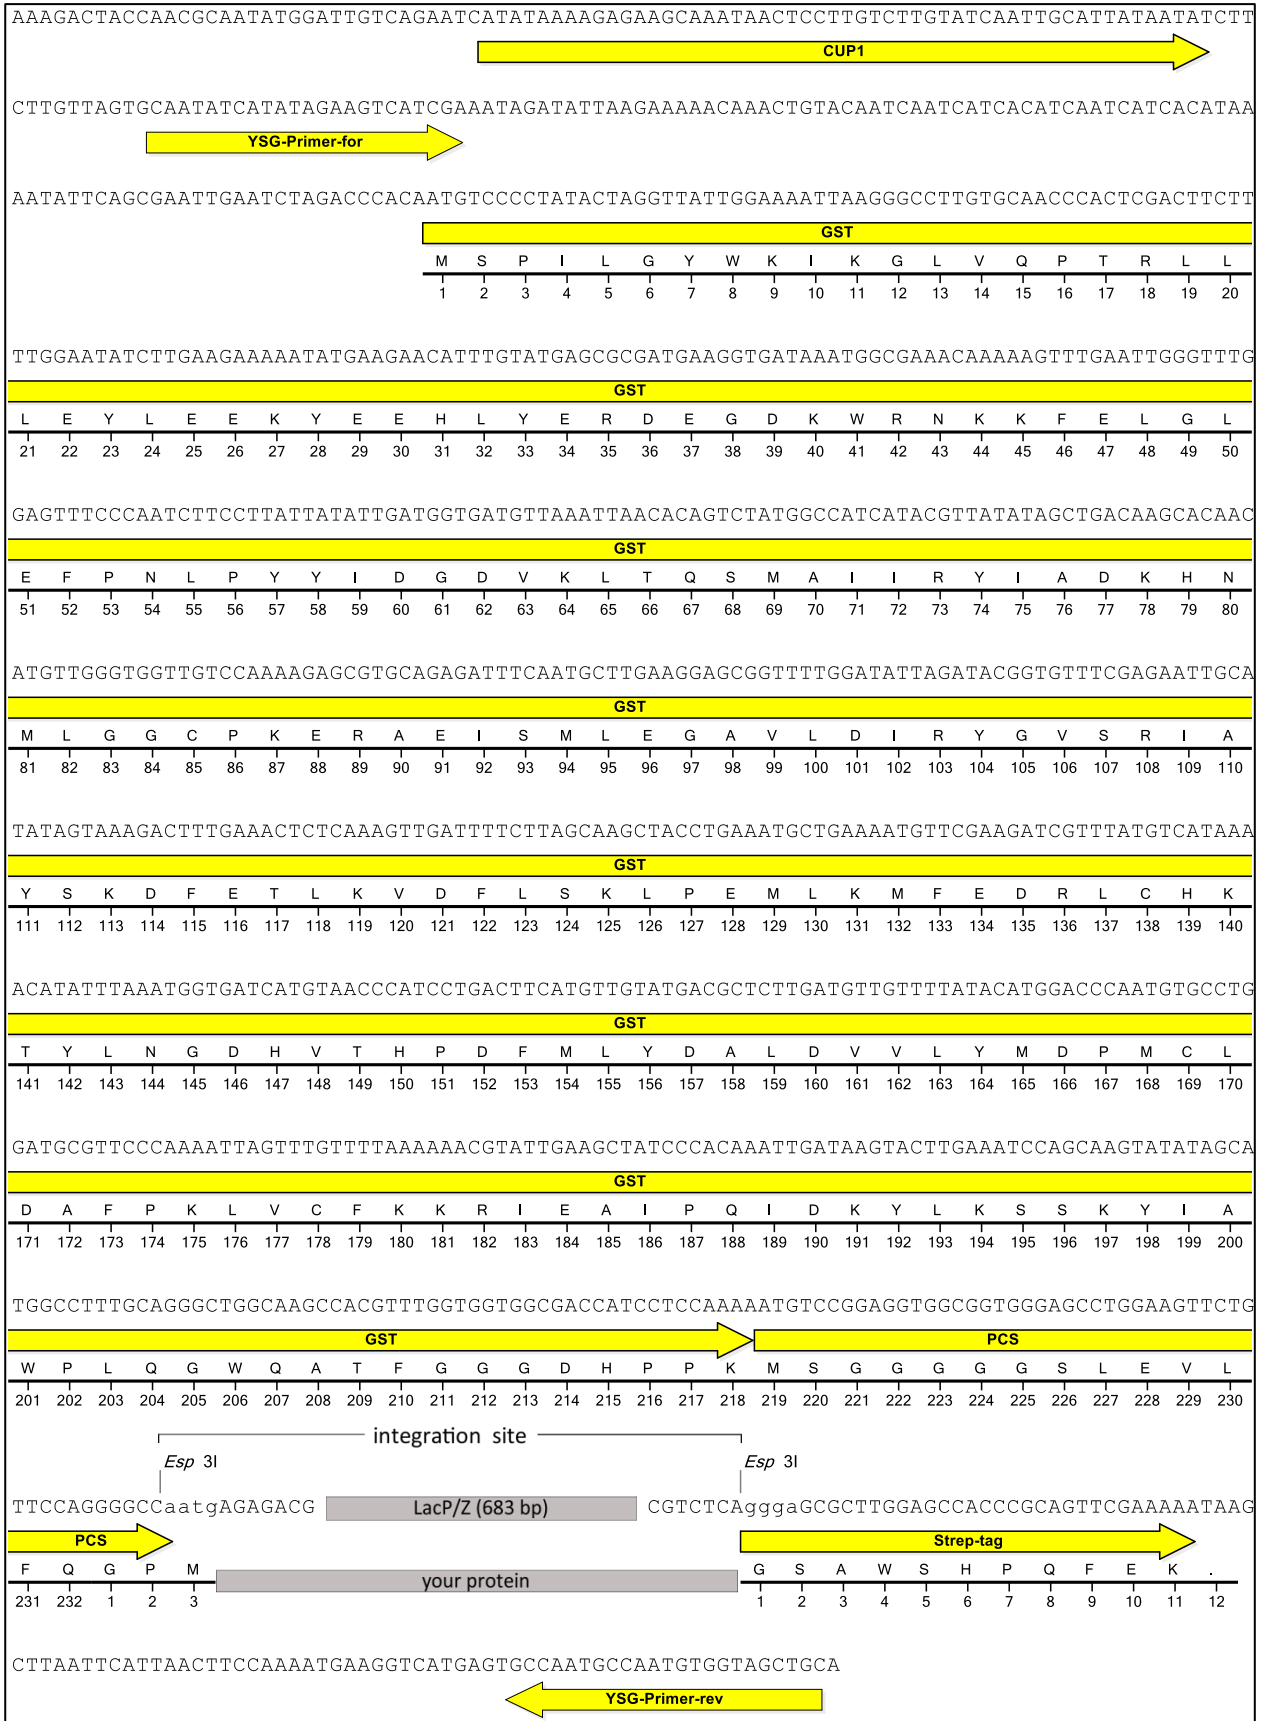 AAAGACTACCAACGCAATATGGATTGTCAGAATCATATAAAAGAGAAGCAAATAACTCCTTGTCTTGTATCAATTGCATTATAATATCTT
CUP1
CTTGTTAGTGCAATATCATATAGAAGTCATCGAAATAGATATTAAGAAAAACAAACTGTACAATCAATCATCACATCAATCATCACATAA
YSG-Primer-for
AATATTCAGCGAATTGAATCTAGACCCACAATGTCCCCTATACTAGGTTATTGGAAAATTAAGGGCCTTGTGCAACCCACTCGACTTCTT
GST
M S P I L G Y W K I K G L V Q P T R L L
1 2 3 4 5 6 7 8 9 10 11 12 13 14 15 16 17 18 19 20
TTGGAATATCTTGAAGAAAAATATGAAGAACATTTGTATGAGCGCGATGAAGGTGATAAATGGCGAAACAAAAAGTTTGAATTGGGTTTG
GST
L E Y L E E K Y E E H L Y E R D E G D K W R N K K F E L G L
21 22 23 24 25 26 27 28 29 30 31 32 33 34 35 36 37 38 39 40 41 42 43 44 45 46 47 48 49 50
GAGTTTCCCAATCTTCCTTATTATATTGATGGTGATGTTAAATTAACACAGTCTATGGCCATCATACGTTATATAGCTGACAAGCACAAC
GST
E F P N L P Y Y I D G D V K L T Q S M A I I R Y I A D K H N
51 52 53 54 55 56 57 58 59 60 61 62 63 64 65 66 67 68 69 70 71 72 73 74 75 76 77 78 79 80
ATGTTGGGTGGTTGTCCAAAAGAGCGTGCAGAGATTTCAATGCTTGAAGGAGCGGTTTTGGATATTAGATACGGTGTTTCGAGAATTGCA
GST
M L G G C P K E R A E I S M L E G A V L D I R Y G V S R I A
81 82 83 84 85 86 87 88 89 90 91 92 93 94 95 96 97 98 99 100 101 102 103 104 105 106 107 108 109 110
TATAGTAAAGACTTTGAAACTCTCAAAGTTGATTTTCTTAGCAAGCTACCTGAAATGCTGAAAATGTTCGAAGATCGTTTATGTCATAAA
GST
Y S K D F E T L K V D F L S K L P E M L K M F E D R L C H K
111 112 113 114 115 116 117 118 119 120 121 122 123 124 125 126 127 128 129 130 131 132 133 134 135 136 137 138 139 140
ACATATTTAAATGGTGATCATGTAACCCATCCTGACTTCATGTTGTATGACGCTCTTGATGTTGTTTTATACATGGACCCAATGTGCCTG
GST
T Y L N G D H V T H P D F M L Y D A L D V V L Y M D P M C L
141 142 143 144 145 146 147 148 149 150 151 152 153 154 155 156 157 158 159 160 161 162 163 164 165 166 167 168 169 170
GATGCGTTCCCAAAATTAGTTTGTTTTAAAAAACGTATTGAAGCTATCCCACAAATTGATAAGTACTTGAAATCCAGCAAGTATATAGCA
GST
D A F P K L V C F K K R I E A I P Q I D K Y L K S S K Y I A
171 172 173 174 175 176 177 178 179 180 181 182 183 184 185 186 187 188 189 190 191 192 193 194 195 196 197 198 199 200
TGGCCTTTGCAGGGCTGGCAAGCCACGTTTGGTGGTGGCGACCATCCTCCAAAAATGTCCGGAGGTGGCGGTGGGAGCCTGGAAGTTCTG
GST PCS
W P L Q G W Q A T F G G G D H P P K M S G G G G G S L E V L
201 202 203 204 205 206 207 208 209 210 211 212 213 214 215 216 217 218 219 220 221 222 223 224 225 226 227 228 229 230
integration site
Esp 3I Esp 3I
TTCCAGGGGCCaatgAGAGACG LacP/Z (683 bp) CGTCTCAgggaGCGCTTGGAGCCACCCGCAGTTCGAAAAATAAG
PCS Strep-tag
F Q G P M your protein G S A W S H P Q F E K .
231 232 1 2 3 1 2 3 4 5 6 7 8 9 10 11 12
CTTAATTCATTAACTTCCAAAATGAAGGTCATGAGTGCCAATGCCAATGTGGTAGCTGCA
YSG-Primer-rev